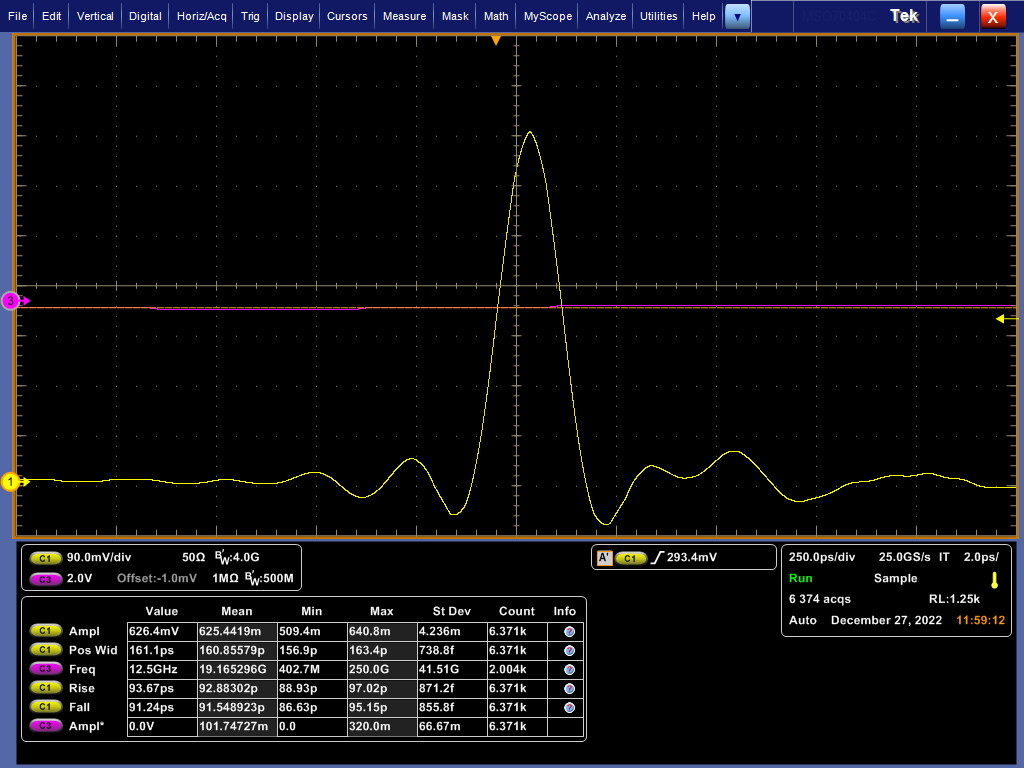 File Edit Vertical Digital Horiz/Acq Trig Display Cursors Measure Mask Math MyScope Analyze Utilities Help Tek X
3
1
C1 90.0mV/div 50Ω BW:4.0G
C3 2.0V Offset:-1.0mV 1MΩ BW:500M
A' C1 293.4mV
250.0ps/div 25.0GS/s IT 2.0ps/
Run Sample
6 374 acqs RL:1.25k
Auto December 27, 2022 11:59:12
Value Mean Min Max St Dev Count Info
C1 Ampl 626.4mV 625.4419m 509.4m 640.8m 4.236m 6.371k
C1 Pos Wid 161.1ps 160.85579p 156.9p 163.4p 738.8f 6.371k
C3 Freq 12.5GHz 19.165296G 402.7M 250.0G 41.51G 2.004k
C1 Rise 93.67ps 92.88302p 88.93p 97.02p 871.2f 6.371k
C1 Fall 91.24ps 91.548923p 86.63p 95.15p 855.8f 6.371k
C3 Ampl* 0.0V 101.74727m 0.0 320.0m 66.67m 6.371k